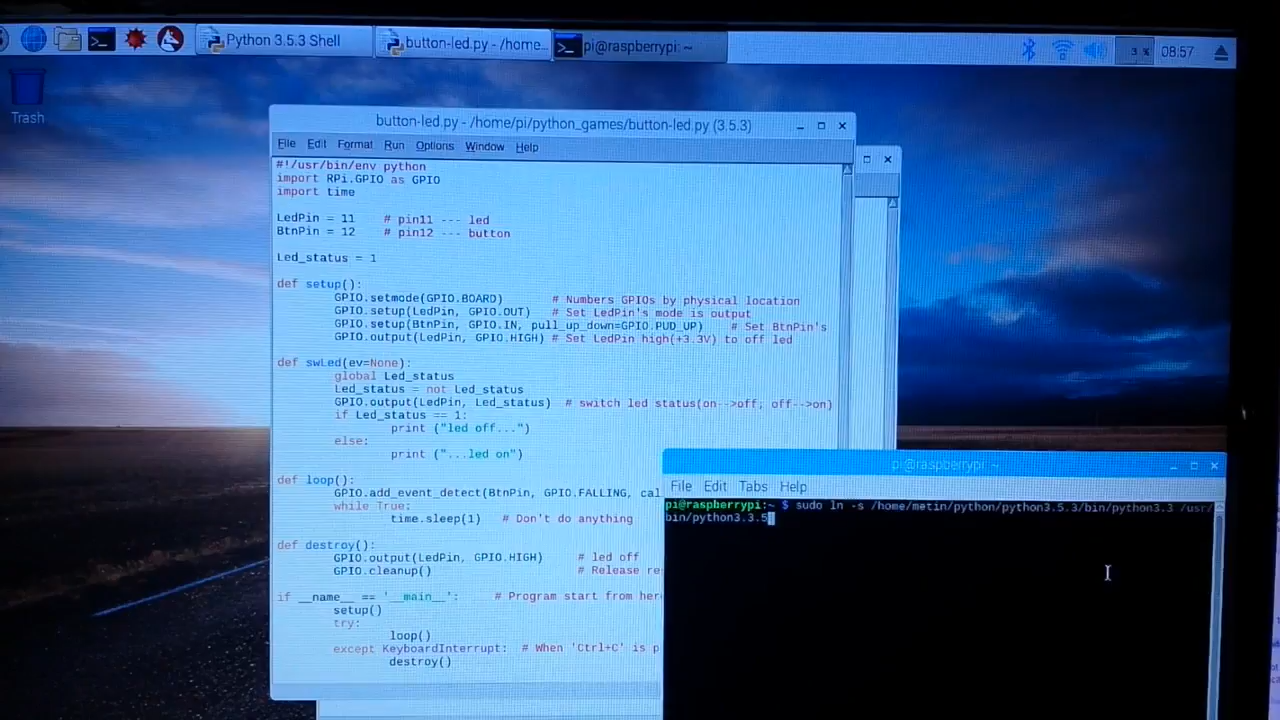 Python 3.5.3 Shell
button-led.py - /home...
pi@raspberrypi: ~
3 %
08:57
Trash
button-led.py - /home/pi/python_games/button-led.py (3.5.3)
File Edit Format Run Options Window Help
#!/usr/bin/env python
import RPi.GPIO as GPIO
import time
LedPin = 11    # pin11 --- led
BtnPin = 12    # pin12 --- button
Led_status = 1
def setup():
GPIO.setmode(GPIO.BOARD)       # Numbers GPIOs by physical location
GPIO.setup(LedPin, GPIO.OUT)   # Set LedPin's mode is output
GPIO.setup(BtnPin, GPIO.IN, pull_up_down=GPIO.PUD_UP)    # Set BtnPin's
GPIO.output(LedPin, GPIO.HIGH) # Set LedPin high(+3.3V) to off led
def swLed(ev=None):
global Led_status
Led_status = not Led_status
GPIO.output(LedPin, Led_status)  # switch led status(on-->off; off-->on)
if Led_status == 1:
print ("led off...")
else:
print ("...led on")
def loop():
GPIO.add_event_detect(BtnPin, GPIO.FALLING, cal
while True:
time.sleep(1)   # Don't do anything
def destroy():
GPIO.output(LedPin, GPIO.HIGH)     # led off
GPIO.cleanup()                     # Release re
if __name__ == '__main__':     # Program start from her
setup()
try:
loop()
except KeyboardInterrupt:  # When 'Ctrl+C' is p
destroy()
pi@raspberrypi: ~
File Edit Tabs Help
pi@raspberrypi:~ $ sudo ln -s /home/metin/python/python3.5.3/bin/python3.3 /usr/
bin/python3.3.5